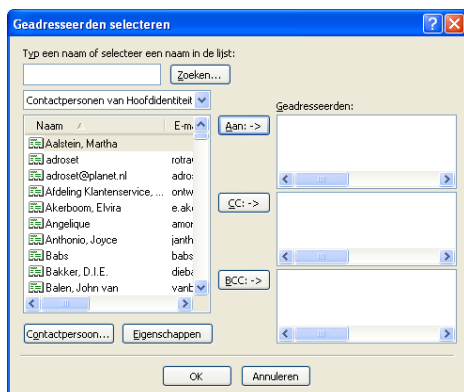 Geadresseerden selecteren
Typ een naam of selecteer een naam in de lijst:
Zoeken...
Contactpersonen van Hoofdidentiteit
Geadresseerden:
Naam E-m
Aan: ->
Aalstein, Martha
adroset rotra
adroset@planet.nl adro
Afdeling Klantenservice, ... ontw
Akerboom, Elvira e.ake
CC: ->
Angelique amor
Anthonio, Joyce janth
Babs babs
Bakker, D.I.E. dieba
BCC: ->
Balen, John van vanb
Contactpersoon... Eigenschappen
OK Annuleren